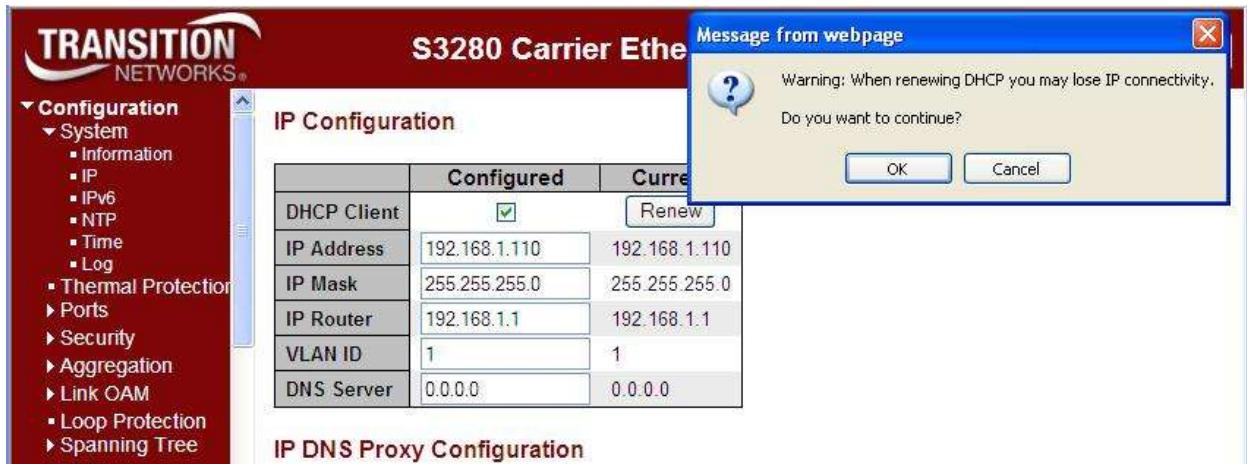 TRANSITION
NETWORKS®
S3280 Carrier Ethe
Message from webpage
Warning: When renewing DHCP you may lose IP connectivity.
Do you want to continue?
OK
Cancel
Configuration
System
Information
IP
IPv6
NTP
Time
Log
Thermal Protection
Ports
Security
Aggregation
Link OAM
Loop Protection
Spanning Tree
IP Configuration
Configured Curre
DHCP Client Renew
IP Address 192.168.1.110 192.168.1.110
IP Mask 255.255.255.0 255.255.255.0
IP Router 192.168.1.1 192.168.1.1
VLAN ID 1 1
DNS Server 0.0.0.0 0.0.0.0
IP DNS Proxy Configuration